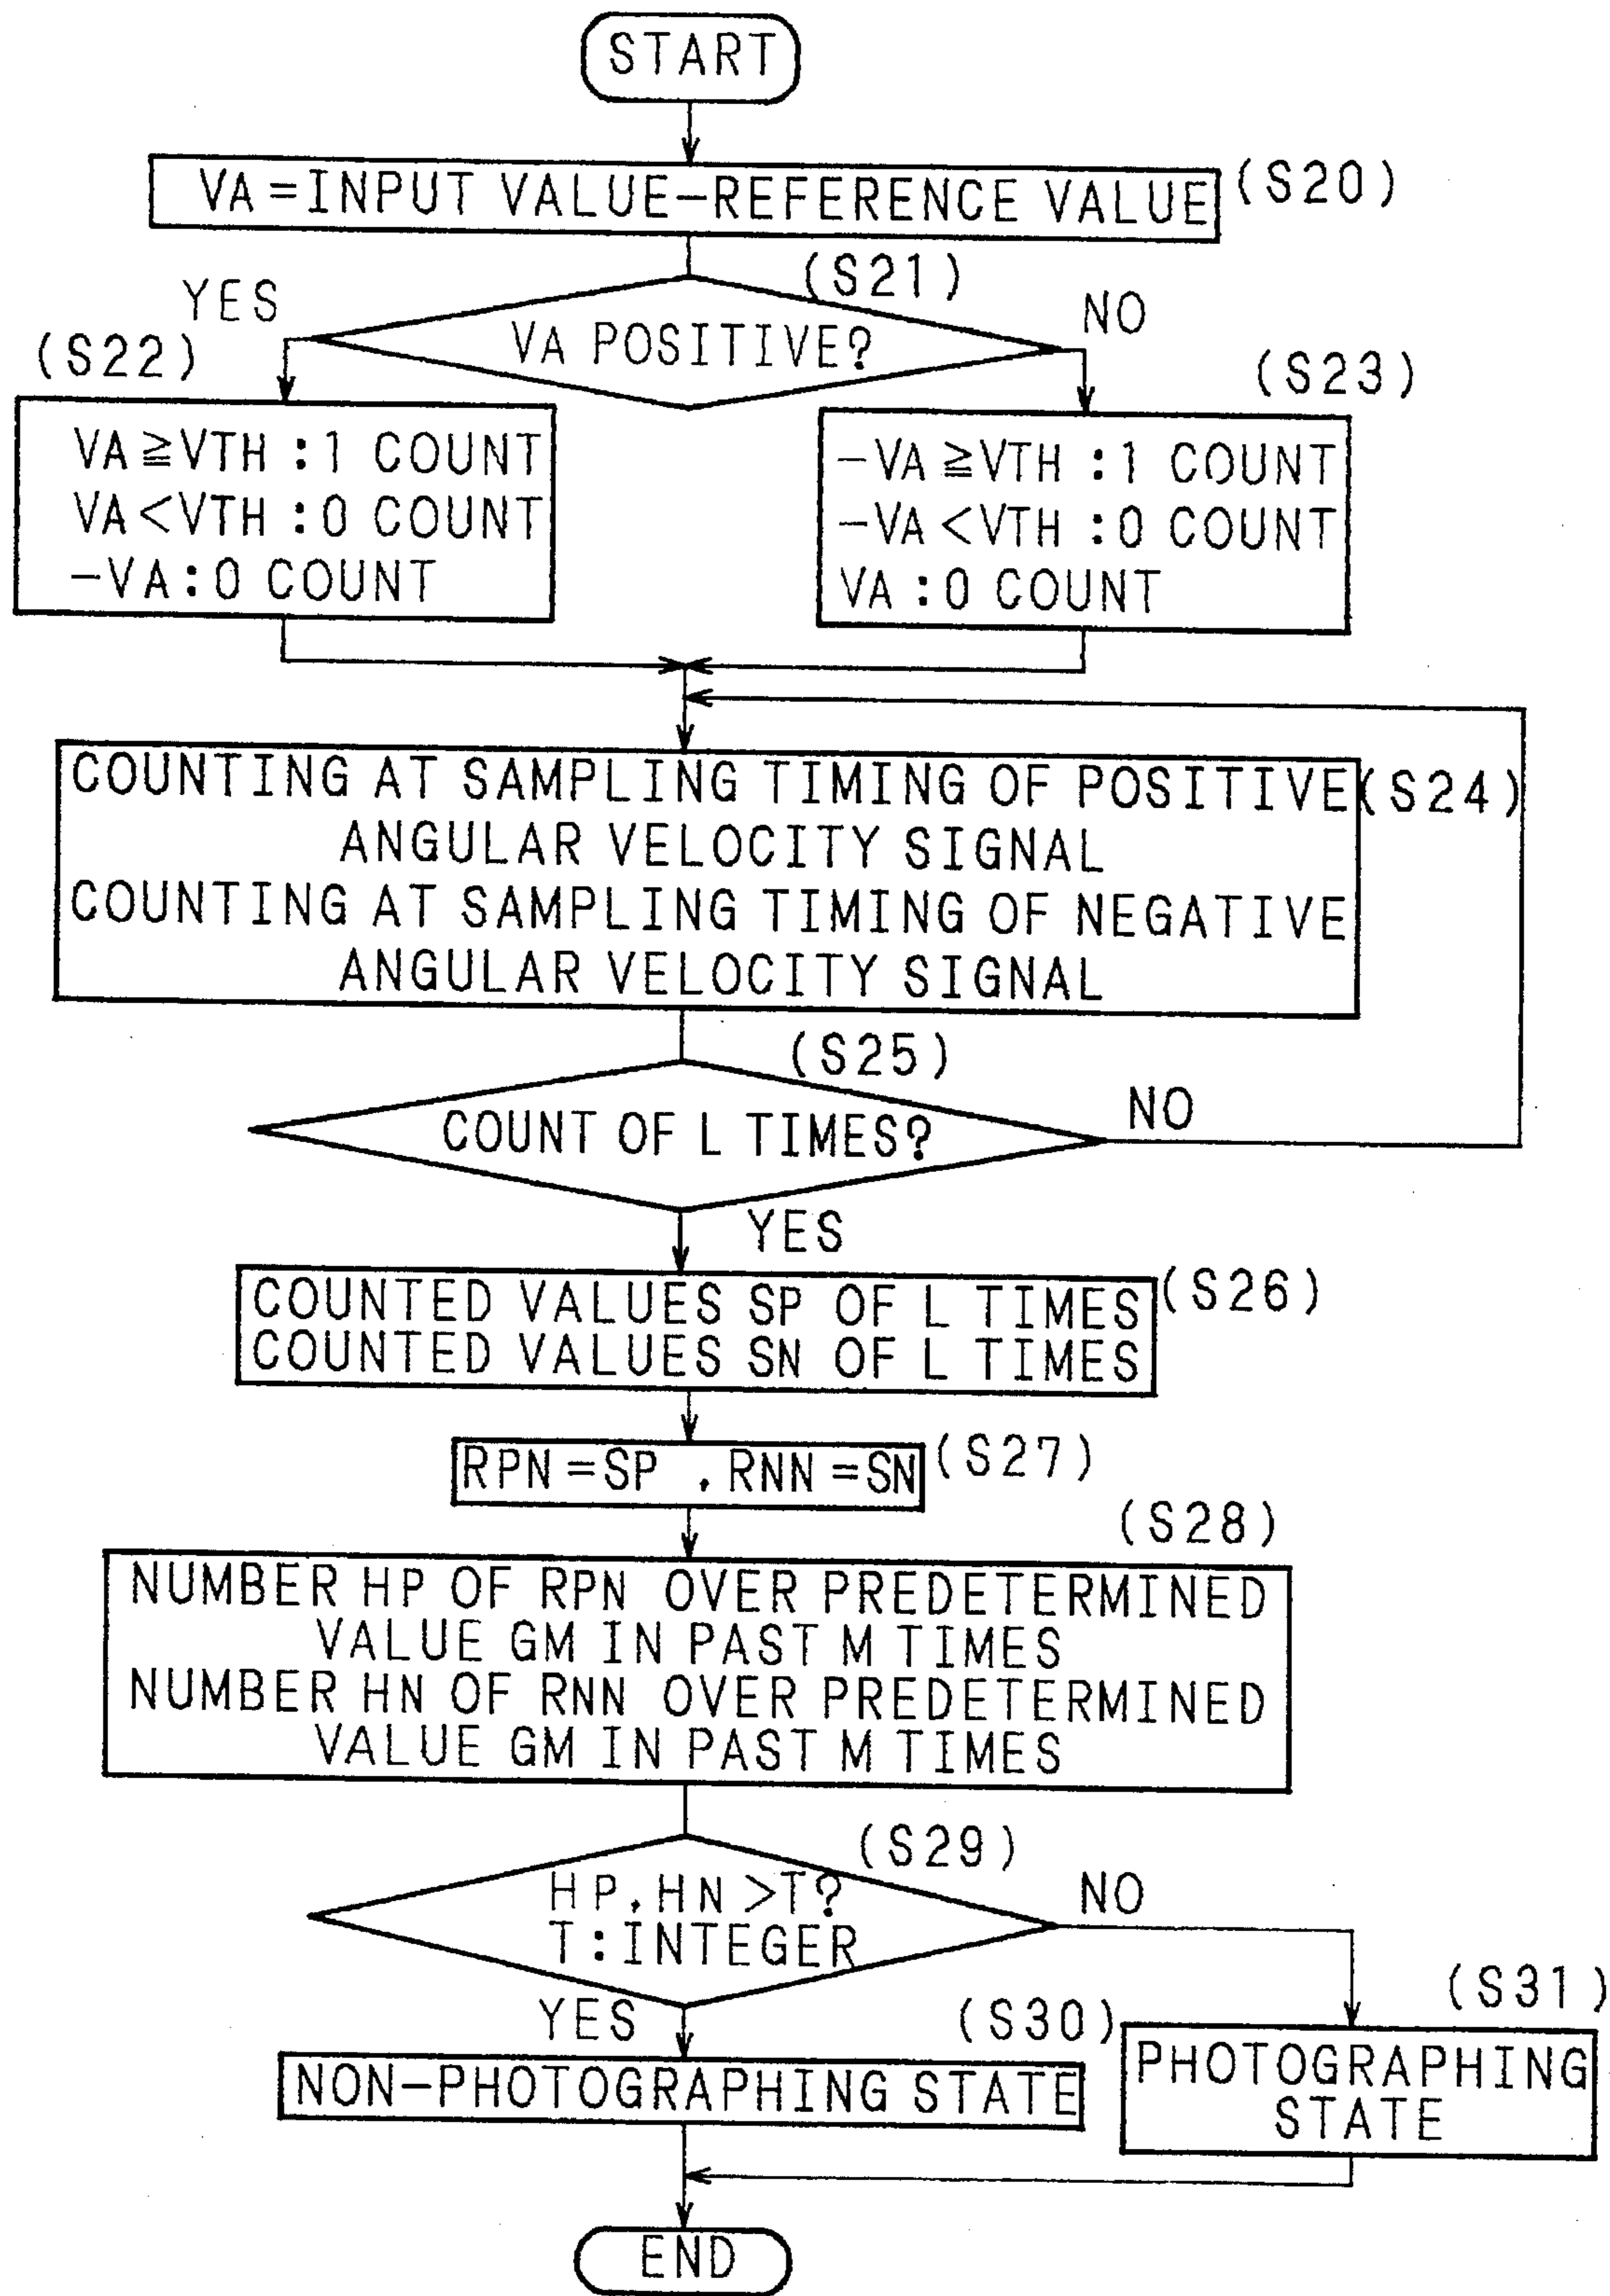 START
VA=INPUT VALUE-REFERENCE VALUE
(S20)
(S21)
YES
NO
VA POSITIVE?
(S22)
(S23)
VA≧VTH:1 COUNT
VA<VTH:0 COUNT
-VA:0 COUNT
-VA≧VTH:1 COUNT
-VA<VTH:0 COUNT
VA:0 COUNT
COUNTING AT SAMPLING TIMING OF POSITIVE
ANGULAR VELOCITY SIGNAL
COUNTING AT SAMPLING TIMING OF NEGATIVE
ANGULAR VELOCITY SIGNAL
(S24)
(S25)
COUNT OF L TIMES?
NO
YES
COUNTED VALUES SP OF L TIMES
COUNTED VALUES SN OF L TIMES
(S26)
RPN=SP .RNN=SN
(S27)
(S28)
NUMBER HP OF RPN OVER PREDETERMINED
VALUE GM IN PAST M TIMES
NUMBER HN OF RNN OVER PREDETERMINED
VALUE GM IN PAST M TIMES
(S29)
HP.HN>T?
T:INTEGER
NO
YES
(S30)
(S31)
NON-PHOTOGRAPHING STATE
PHOTOGRAPHING
STATE
END